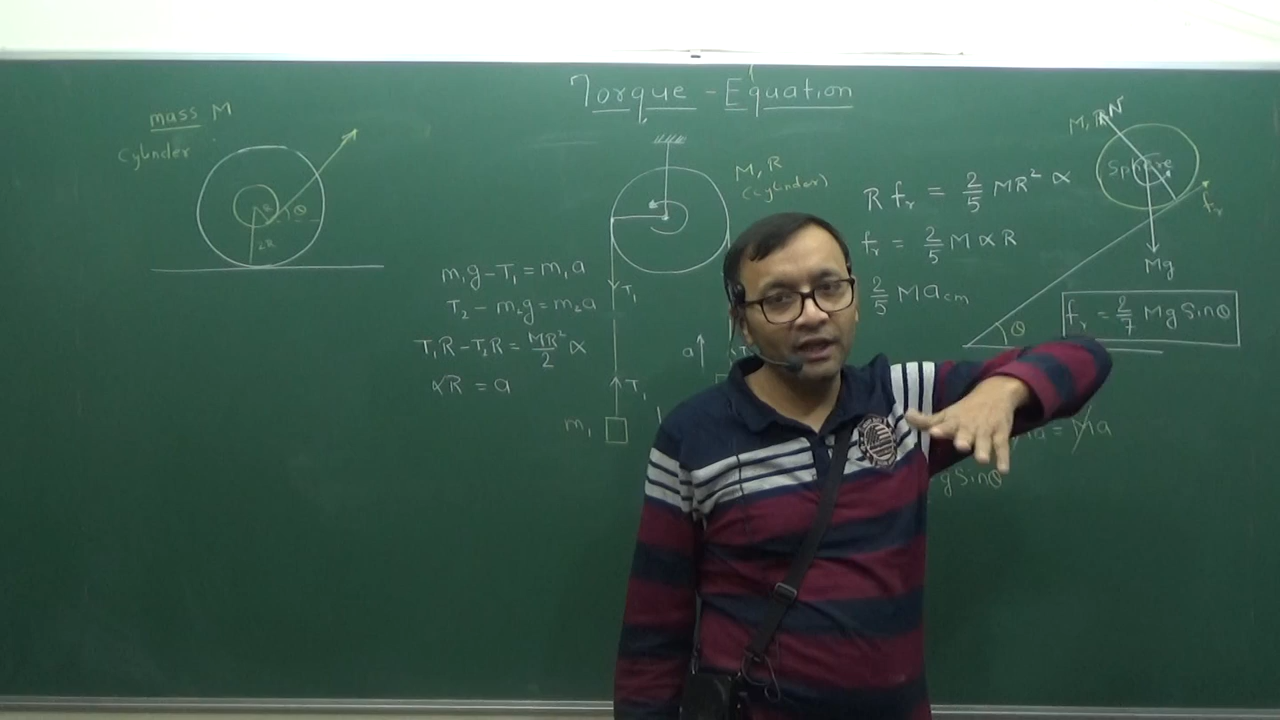 Torque - Equation
mass M
Cylinder
R
θ
2R
m₁g - T₁ = m₁a
T₂ - m₂g = m₂a
T₁R - T₂R = MR²/2 α
αR = a
M, R
(cylinder)
T₁
T₁
m₁
a
R fᵣ = 2/5 MR² α
fᵣ = 2/5 M α R
2/5 M a cm
M, R
N
Sphere
fᵣ
Mg
θ
fᵣ = 2/7 Mg Sinθ
= Ma
g Sinθ